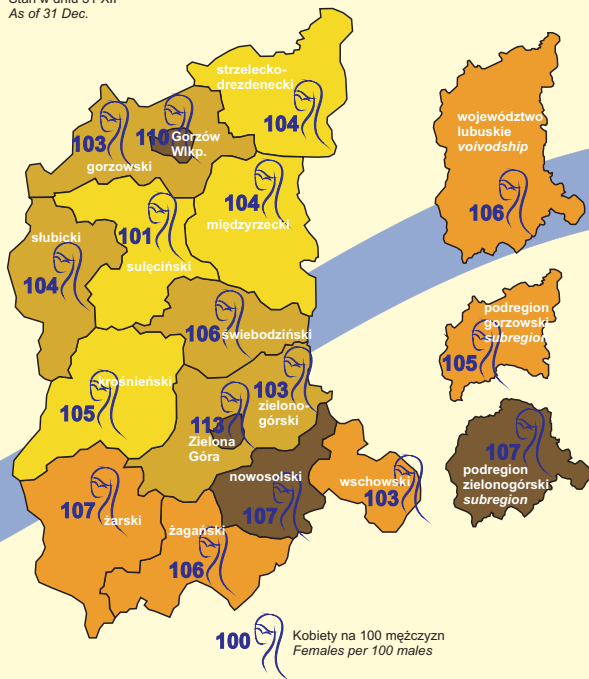 Stan w dniu 31 XII
As of 31 Dec.
strzelecko-
drezdenecki
104
103
gorzowski
110
Gorzów
Wlkp.
województwo
lubuskie
voivodship
106
104
międzyrzecki
słubicki
104
101
sulęciński
106
świebodziński
podregion
gorzowski
subregion
105
krośnieński
105
103
zielono-
górski
113
Zielona
Góra
107
podregion
zielonogórski
subregion
nowosolski
107
wschowski
103
107
żarski
żagański
106
100
Kobiety na 100 mężczyzn
Females per 100 males